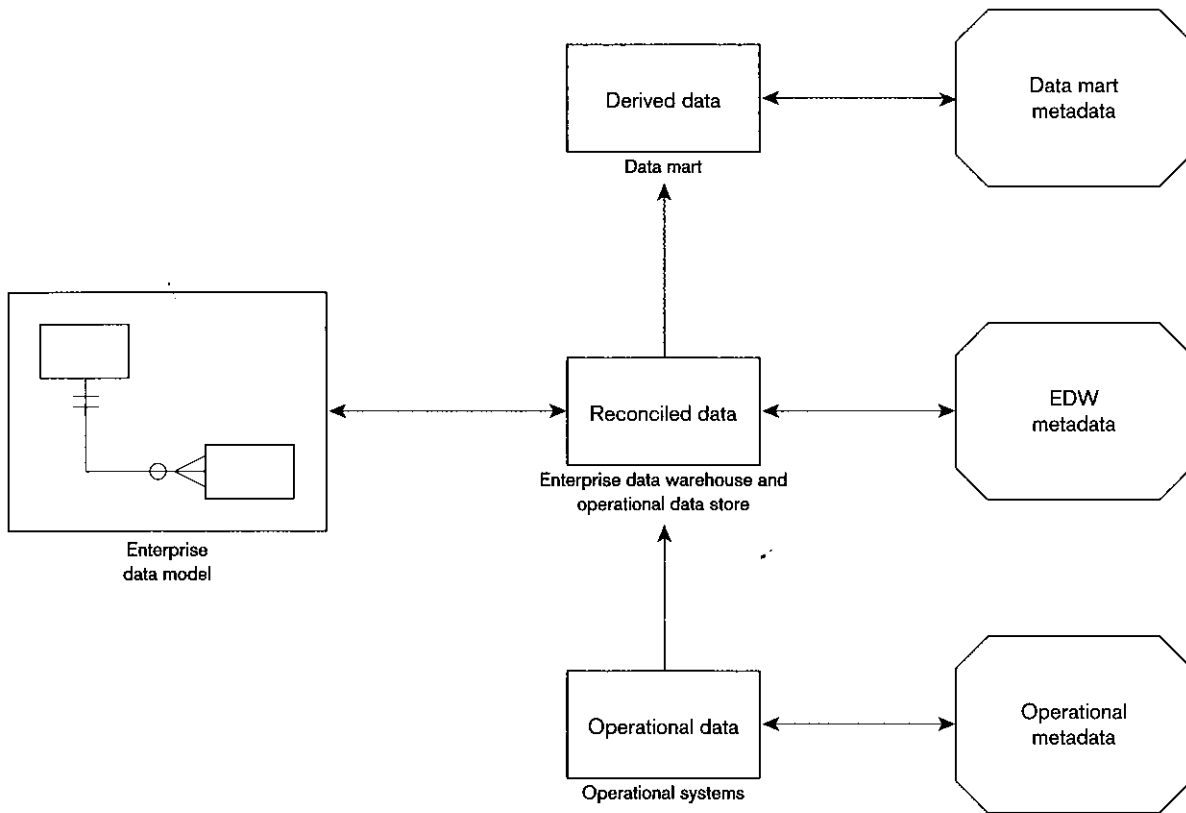 Derived data
Data mart
Data mart
metadata
Enterprise
data model
Reconciled data
Enterprise data warehouse and
operational data store
EDW
metadata
Operational data
Operational systems
Operational
metadata